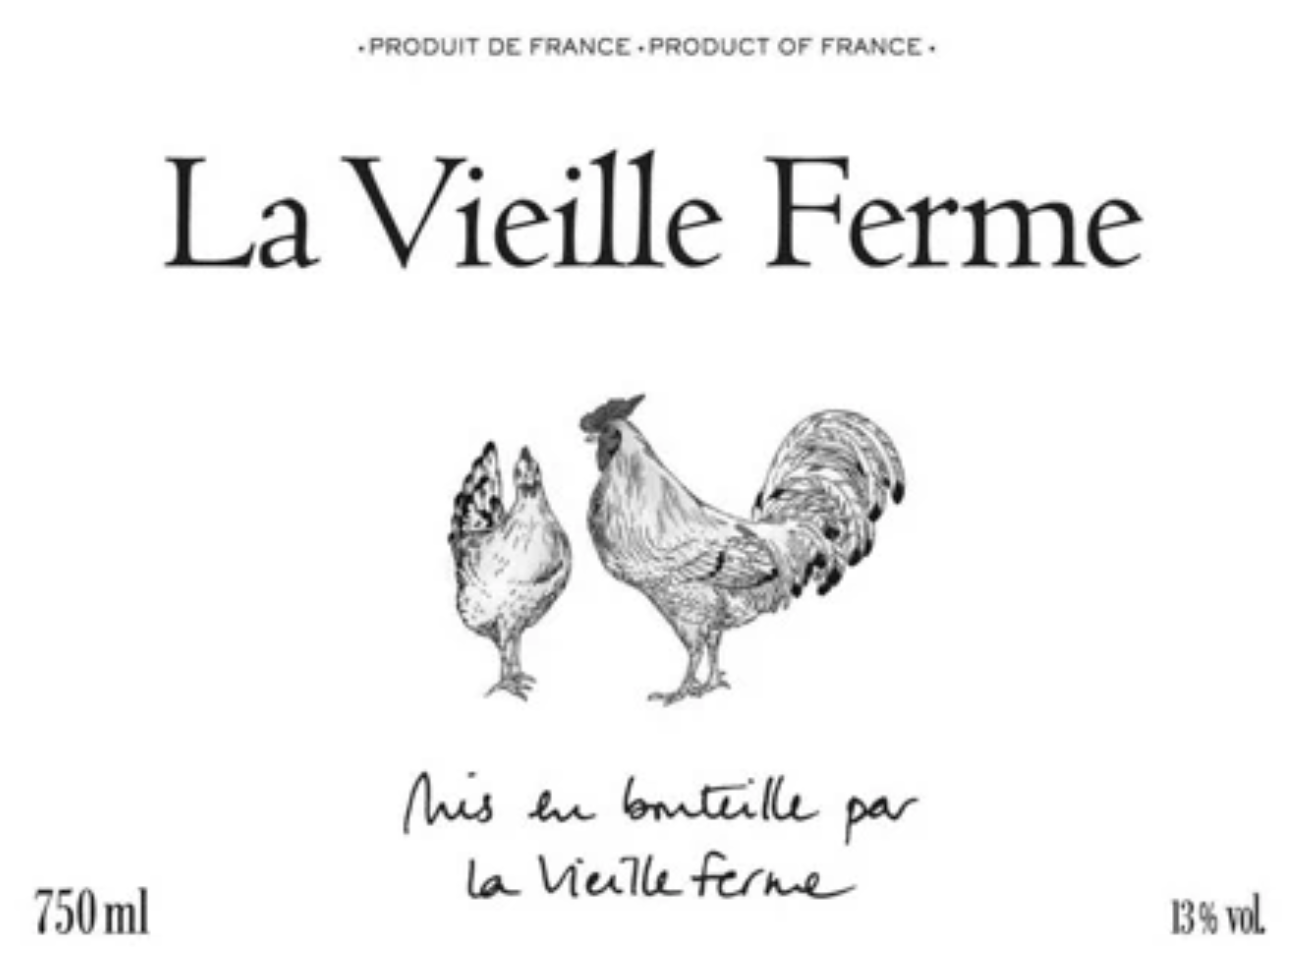 ·PRODUIT DE FRANCE·PRODUCT OF FRANCE·
La Vieille Ferme
Mis en bouteille par
la Vieille ferme
750 ml
13% vol.